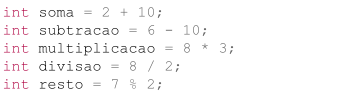 int soma = 2 + 10;
int subtracao = 6 - 10;
int multiplicacao = 8 * 3;
int divisao = 8 / 2;
int resto = 7 % 2;